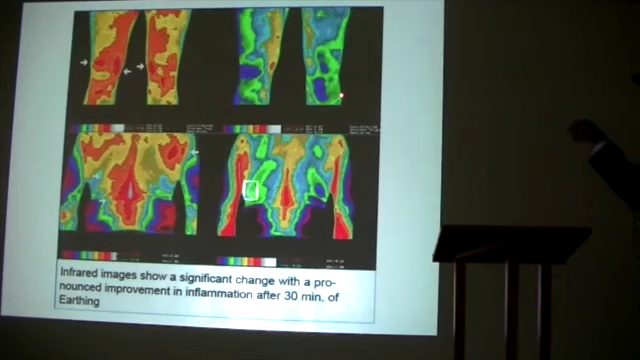 Infrared images show a significant change with a pro-
nounced improvement in inflammation after 30 min. of
Earthing